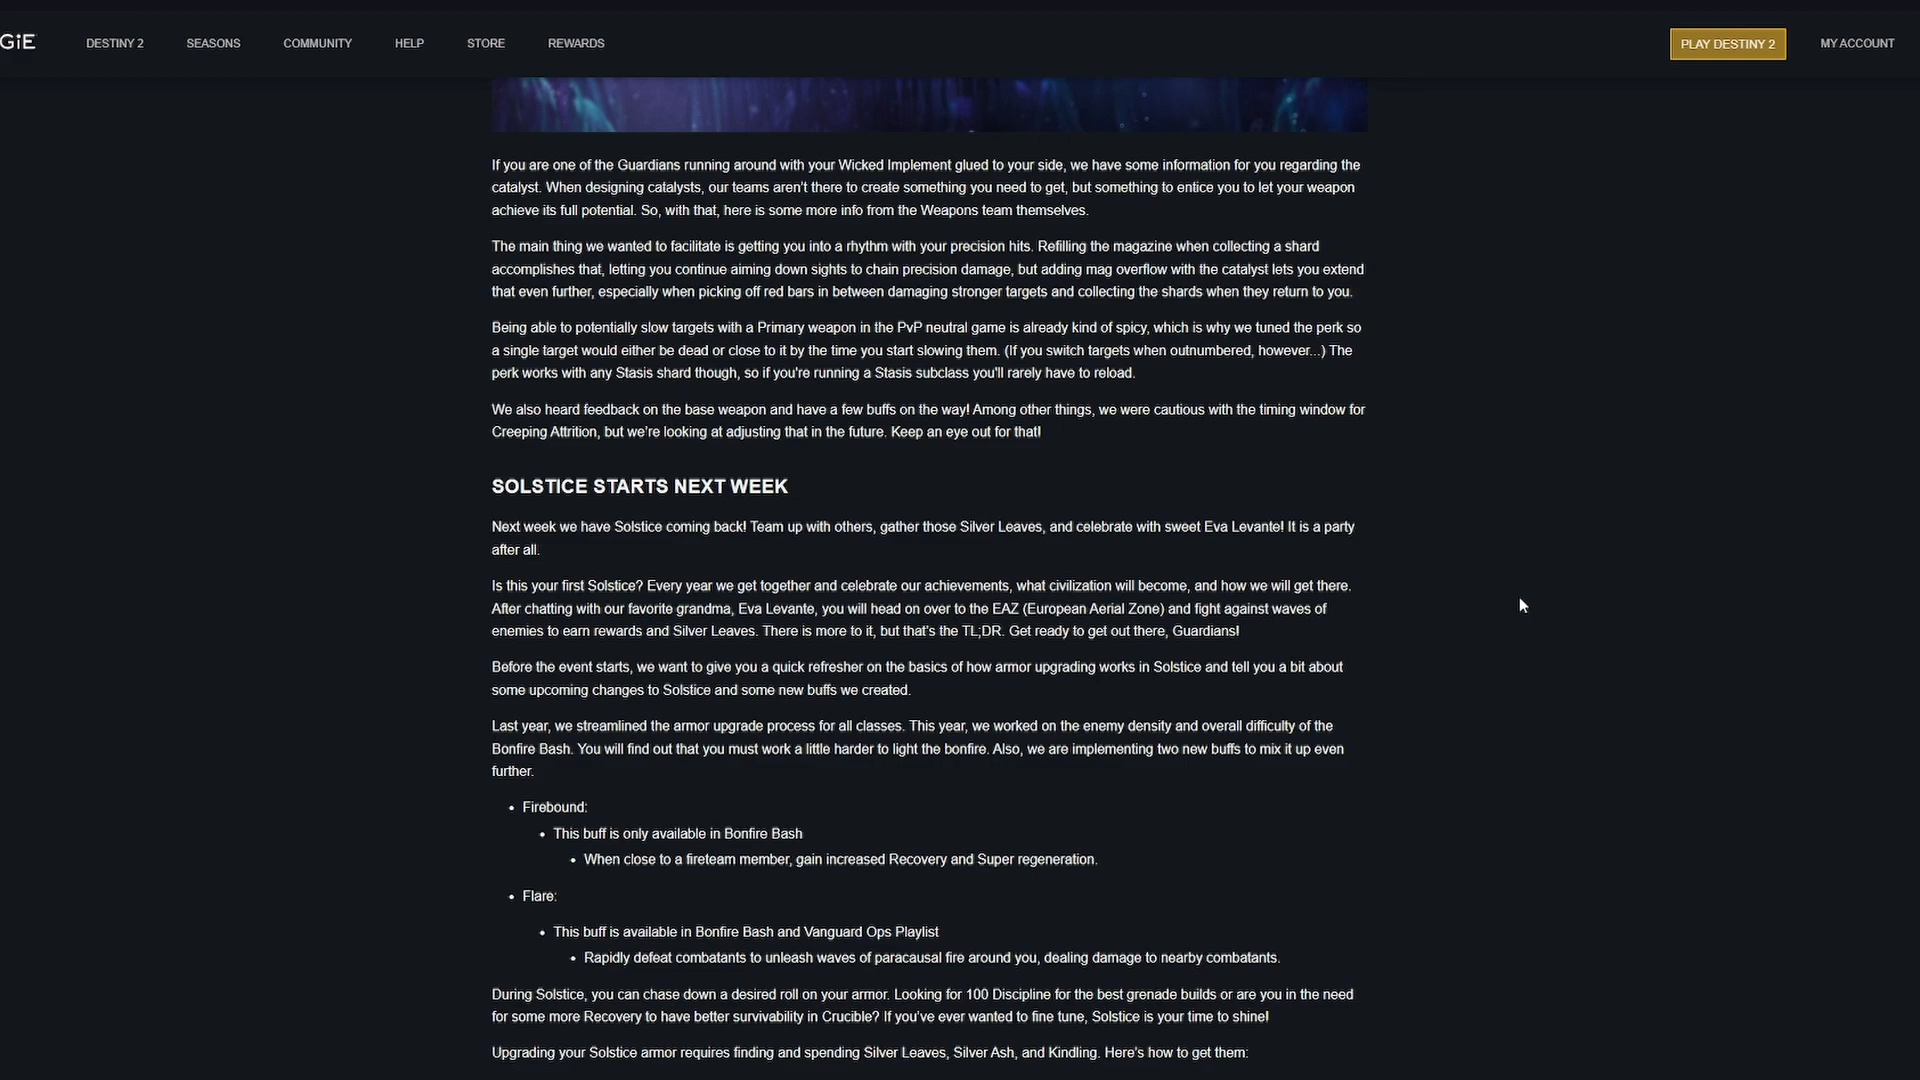 GiE
DESTINY 2
SEASONS
COMMUNITY
HELP
STORE
REWARDS
PLAY DESTINY 2
MY ACCOUNT
If you are one of the Guardians running around with your Wicked Implement glued to your side, we have some information for you regarding the
catalyst. When designing catalysts, our teams aren't there to create something you need to get, but something to entice you to let your weapon
achieve its full potential. So, with that, here is some more info from the Weapons team themselves.
The main thing we wanted to facilitate is getting you into a rhythm with your precision hits. Refilling the magazine when collecting a shard
accomplishes that, letting you continue aiming down sights to chain precision damage, but adding mag overflow with the catalyst lets you extend
that even further, especially when picking off red bars in between damaging stronger targets and collecting the shards when they return to you.
Being able to potentially slow targets with a Primary weapon in the PvP neutral game is already kind of spicy, which is why we tuned the perk so
a single target would either be dead or close to it by the time you start slowing them. (If you switch targets when outnumbered, however...) The
perk works with any Stasis shard though, so if you're running a Stasis subclass you'll rarely have to reload.
We also heard feedback on the base weapon and have a few buffs on the way! Among other things, we were cautious with the timing window for
Creeping Attrition, but we're looking at adjusting that in the future. Keep an eye out for that!
SOLSTICE STARTS NEXT WEEK
Next week we have Solstice coming back! Team up with others, gather those Silver Leaves, and celebrate with sweet Eva Levante! It is a party
after all.
Is this your first Solstice? Every year we get together and celebrate our achievements, what civilization will become, and how we will get there.
After chatting with our favorite grandma, Eva Levante, you will head on over to the EAZ (European Aerial Zone) and fight against waves of
enemies to earn rewards and Silver Leaves. There is more to it, but that's the TL;DR. Get ready to get out there, Guardians!
Before the event starts, we want to give you a quick refresher on the basics of how armor upgrading works in Solstice and tell you a bit about
some upcoming changes to Solstice and some new buffs we created.
Last year, we streamlined the armor upgrade process for all classes. This year, we worked on the enemy density and overall difficulty of the
Bonfire Bash. You will find out that you must work a little harder to light the bonfire. Also, we are implementing two new buffs to mix it up even
further.
• Firebound:
• This buff is only available in Bonfire Bash
• When close to a fireteam member, gain increased Recovery and Super regeneration.
• Flare:
• This buff is available in Bonfire Bash and Vanguard Ops Playlist
• Rapidly defeat combatants to unleash waves of paracausal fire around you, dealing damage to nearby combatants.
During Solstice, you can chase down a desired roll on your armor. Looking for 100 Discipline for the best grenade builds or are you in the need
for some more Recovery to have better survivability in Crucible? If you've ever wanted to fine tune, Solstice is your time to shine!
Upgrading your Solstice armor requires finding and spending Silver Leaves, Silver Ash, and Kindling. Here's how to get them: